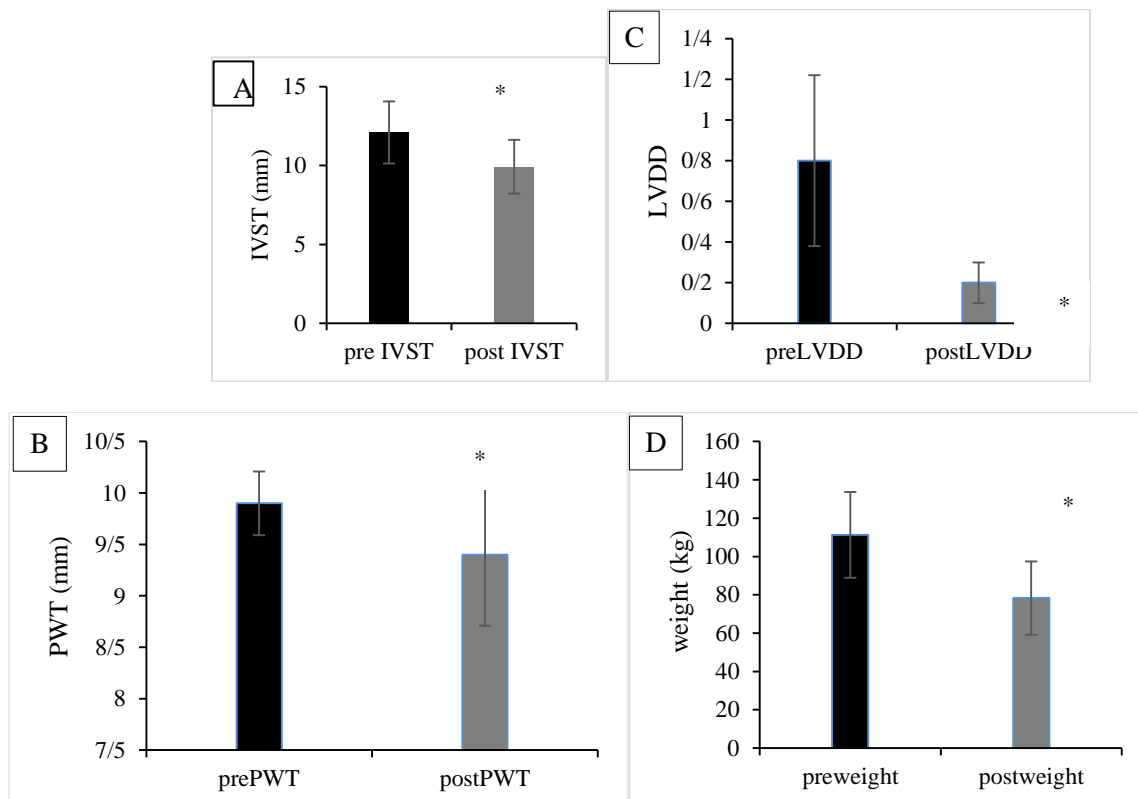 A
IVST (mm)
15
10
5
0
*
pre IVST
post IVST
C
LVDD
1/4
1/2
1
0/8
0/6
0/4
0/2
0
*
preLVDD
postLVDD
B
PWT (mm)
10/5
10
9/5
9
8/5
8
7/5
*
prePWT
postPWT
D
weight (kg)
160
140
120
100
80
60
40
20
0
*
preweight
postweight